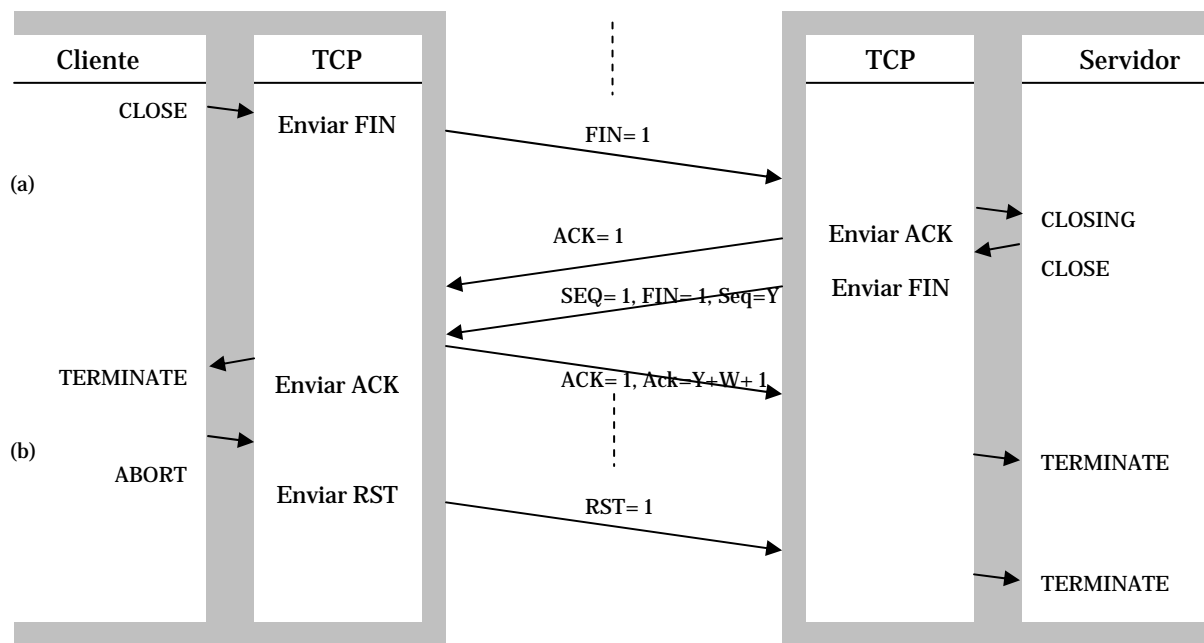 Cliente
TCP
TCP
Servidor
CLOSE
Enviar FIN
FIN= 1
(a)
CLOSING
ACK= 1
Enviar ACK
CLOSE
SEQ= 1, FIN= 1, Seq=Y
Enviar FIN
TERMINATE
Enviar ACK
ACK= 1, Ack=Y+W+ 1
(b)
ABORT
TERMINATE
Enviar RST
RST= 1
TERMINATE